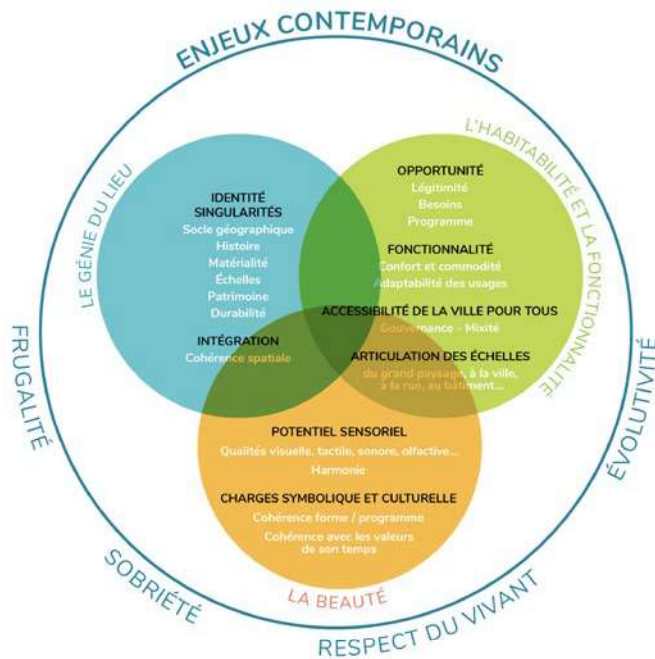 ENJEUX CONTEMPORAINS
LE GÉNIE DU LIEU
IDENTITÉ
SINGULARITÉS
Socle géographique
Histoire
Matérialité
Échelles
Patrimoine
Durabilité
INTÉGRATION
Cohérence spatiale
L'HABITABILITÉ ET LA FONCTIONNALITÉ
OPPORTUNITÉ
Légitimité
Besoins
Programme
FONCTIONNALITÉ
Confort et commodité
Adaptabilité des usages
ACCESSIBILITÉ DE LA VILLE POUR TOUS
Gouvernance - Mixité
ARTICULATION DES ÉCHELLES
du grand paysage, à la ville,
à la rue, au bâtiment...
POTENTIEL SENSORIEL
Qualités visuelle, tactile, sonore, olfactive...
Harmonie
CHARGES SYMBOLIQUE ET CULTURELLE
Cohérence forme / programme
Cohérence avec les valeurs
de son temps
LA BEAUTÉ
FRUGALITÉ
SOBRIÉTÉ
RESPECT DU VIVANT
ÉVOLUTIVITÉ